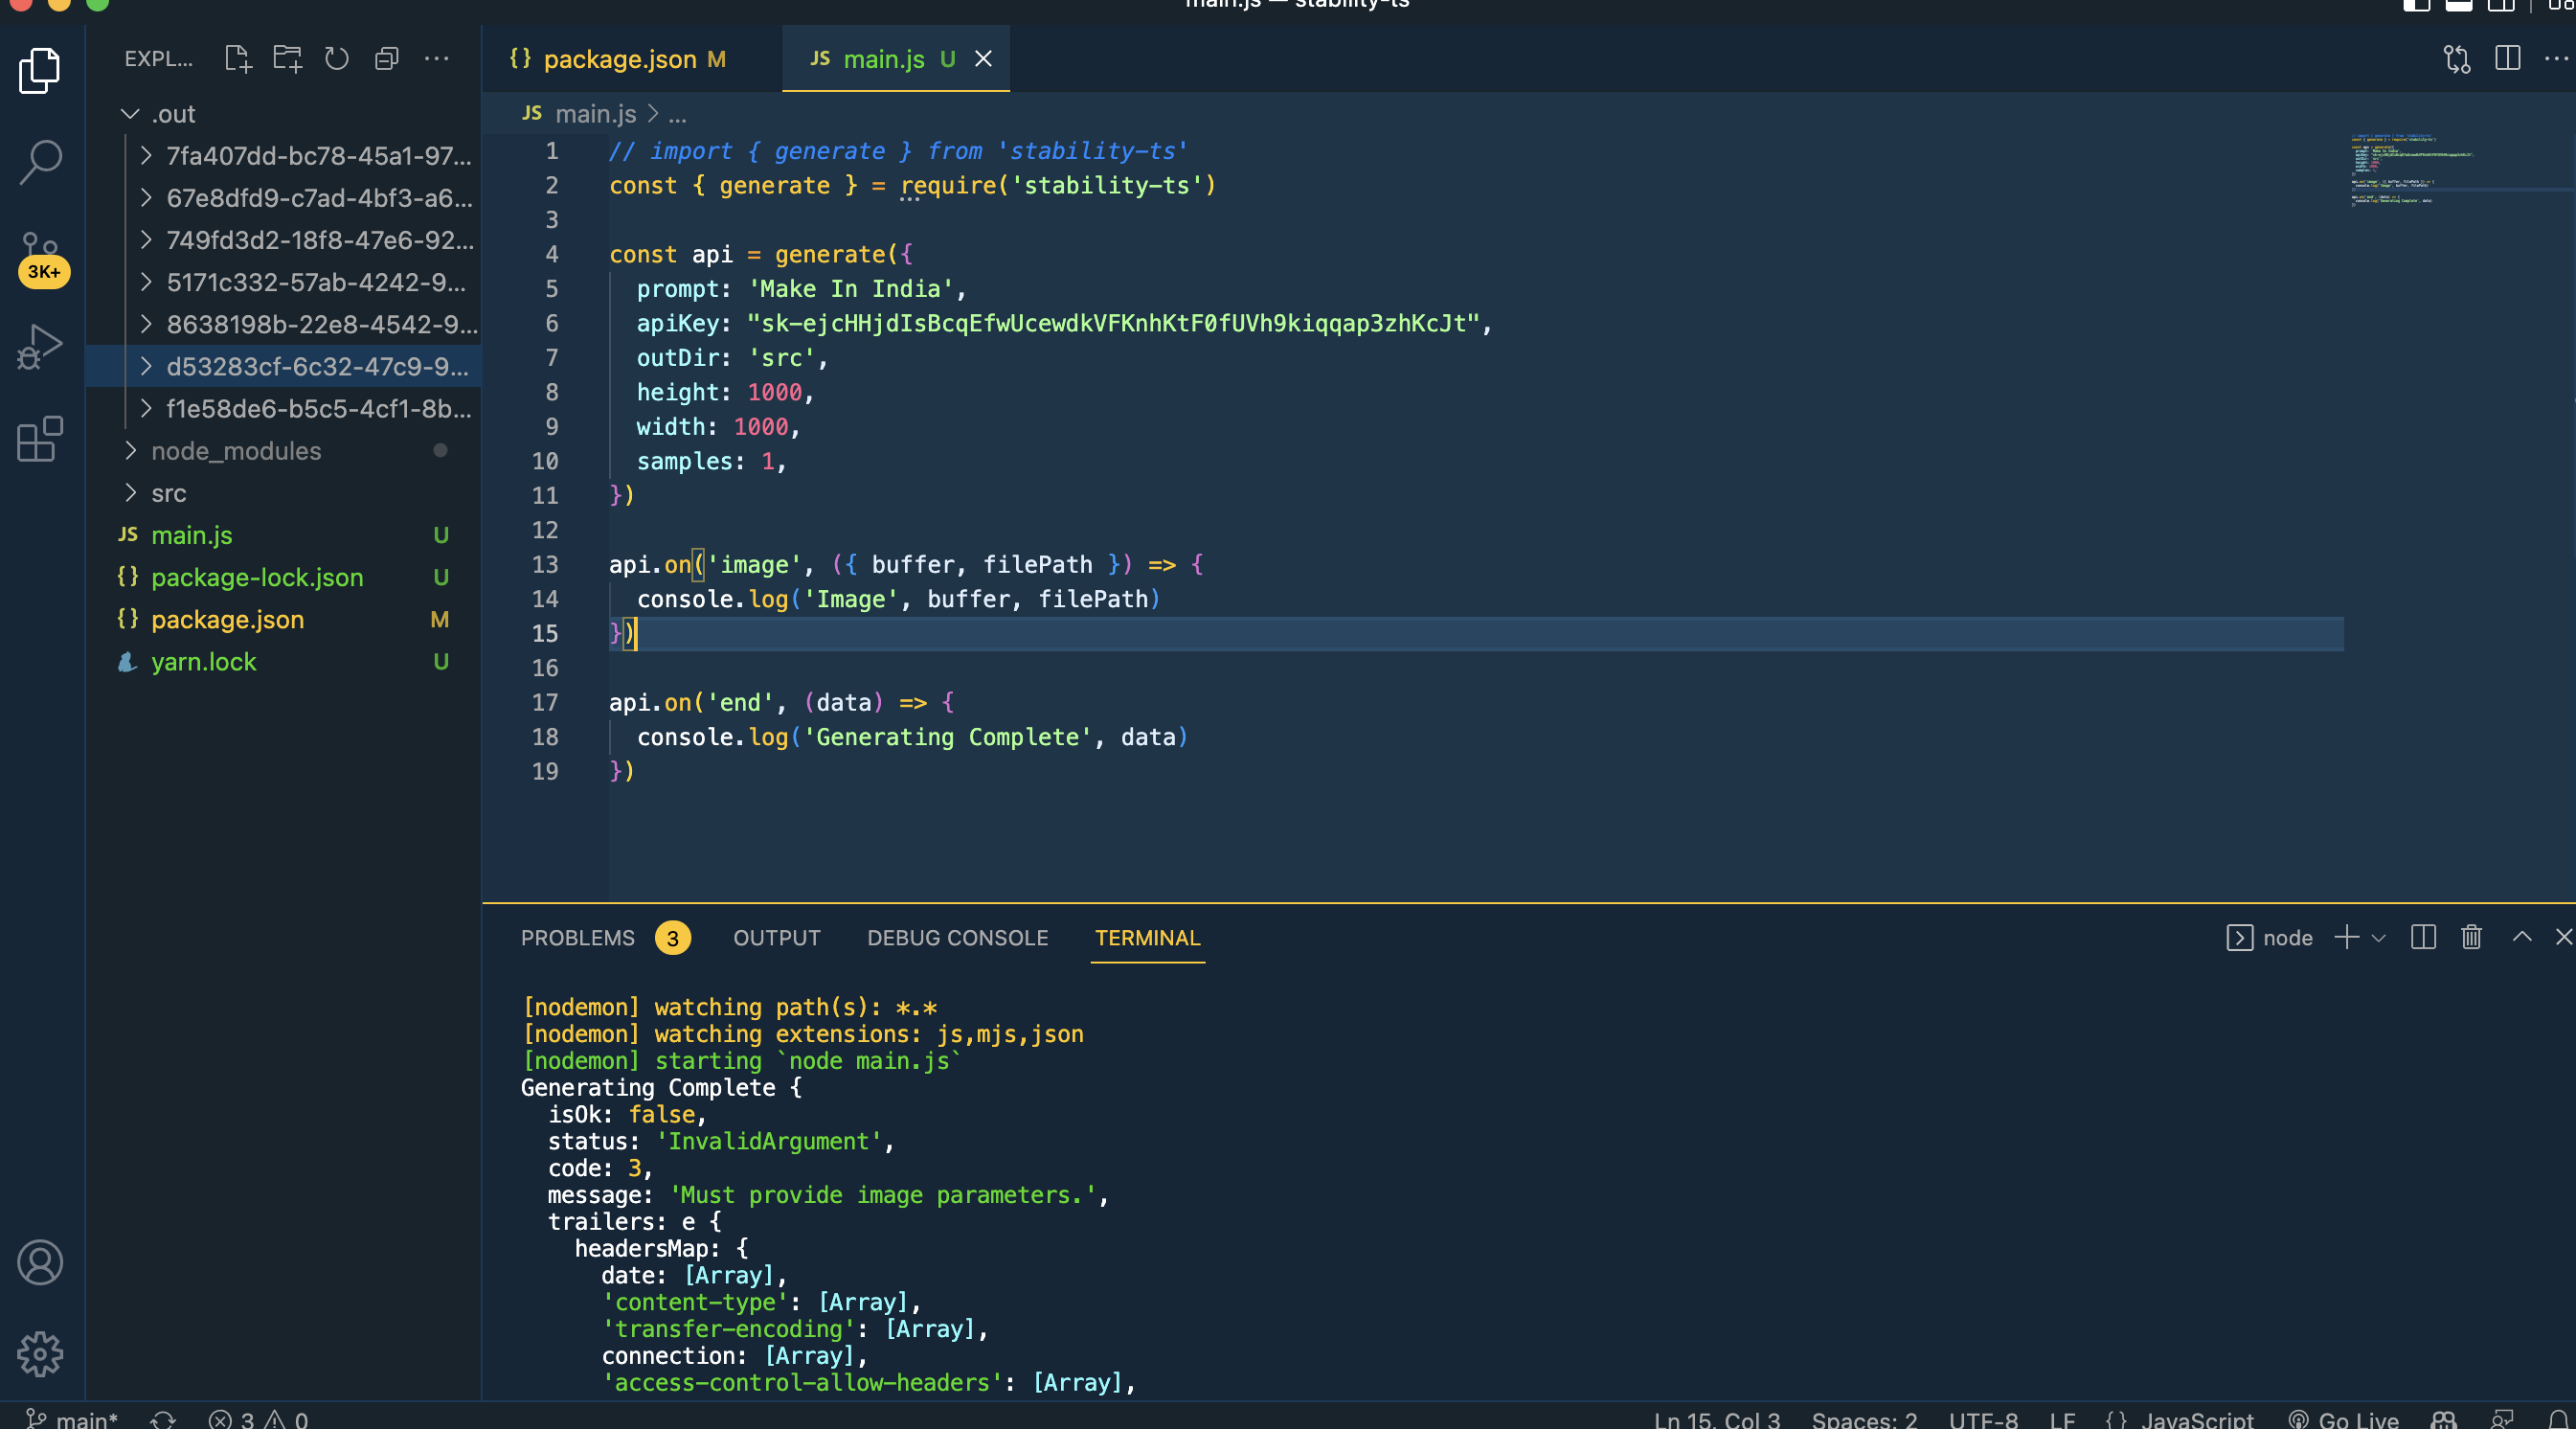 main.js — stability-ts
EXPL...
.out
7fa407dd-bc78-45a1-97...
67e8dfd9-c7ad-4bf3-a6...
749fd3d2-18f8-47e6-92...
5171c332-57ab-4242-9...
8638198b-22e8-4542-9...
d53283cf-6c32-47c9-9...
f1e58de6-b5c5-4cf1-8b...
node_modules
src
JS main.js U
{} package-lock.json U
{} package.json M
yarn.lock U
3K+
{} package.json M
JS main.js U
JS main.js > ...
1 // import { generate } from 'stability-ts'
2 const { generate } = require('stability-ts')
3
4 const api = generate({
5 prompt: 'Make In India',
6 apiKey: "sk-ejcHHjdIsBcqEfwUcewdkVFKnhKtF0fUVh9kiqqap3zhKcJt",
7 outDir: 'src',
8 height: 1000,
9 width: 1000,
10 samples: 1,
11 })
12
13 api.on('image', ({ buffer, filePath }) => {
14 console.log('Image', buffer, filePath)
15 })
16
17 api.on('end', (data) => {
18 console.log('Generating Complete', data)
19 })
PROBLEMS 3 OUTPUT DEBUG CONSOLE TERMINAL
node
[nodemon] watching path(s): *.*
[nodemon] watching extensions: js,mjs,json
[nodemon] starting `node main.js`
Generating Complete {
isOk: false,
status: 'InvalidArgument',
code: 3,
message: 'Must provide image parameters.',
trailers: e {
headersMap: {
date: [Array],
'content-type': [Array],
'transfer-encoding': [Array],
connection: [Array],
'access-control-allow-headers': [Array],
main* 3 0
Ln 15, Col 3 Spaces: 2 UTF-8 LF {} JavaScript Go Live